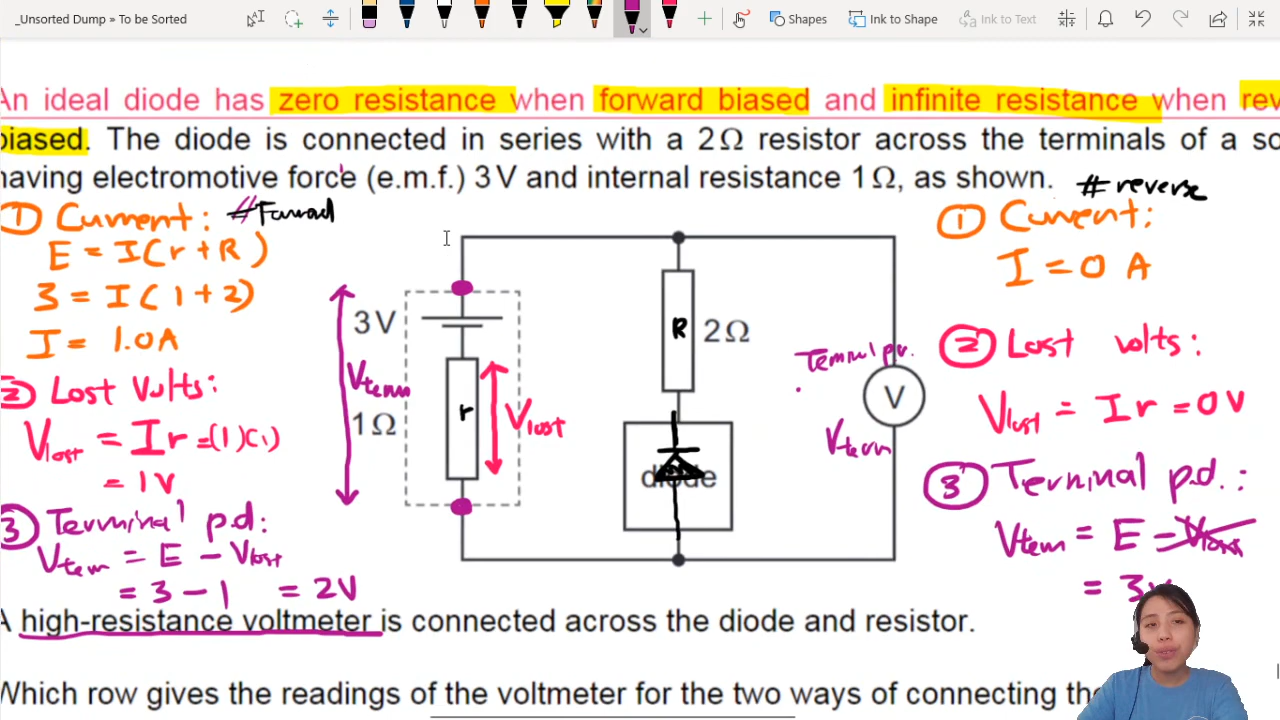 _Unsorted Dump » To be Sorted
Shapes
Ink to Shape
Ink to Text
An ideal diode has zero resistance when forward biased and infinite resistance when rev
biased. The diode is connected in series with a 2Ω resistor across the terminals of a so
having electromotive force (e.m.f.) 3V and internal resistance 1Ω, as shown.
#reverse
① Current: #Forward
E = I(r+R)
3 = I(1+2)
I = 1.0A
② Lost Volts:
Vlost = Ir =(1)(1)
= 1V
③ Terminal p.d:
Vterm = E - Vlost
= 3-1 = 2V
3V
1Ω
r
Vterm
Vlost
R
2Ω
diode
Terminal p.d.
V
Vterm
① Current:
I = 0 A
② Lost volts:
Vlost = Ir = 0V
③ Terminal p.d.:
Vterm = E - Vloss
= 3V
A high-resistance voltmeter is connected across the diode and resistor.
Which row gives the readings of the voltmeter for the two ways of connecting the